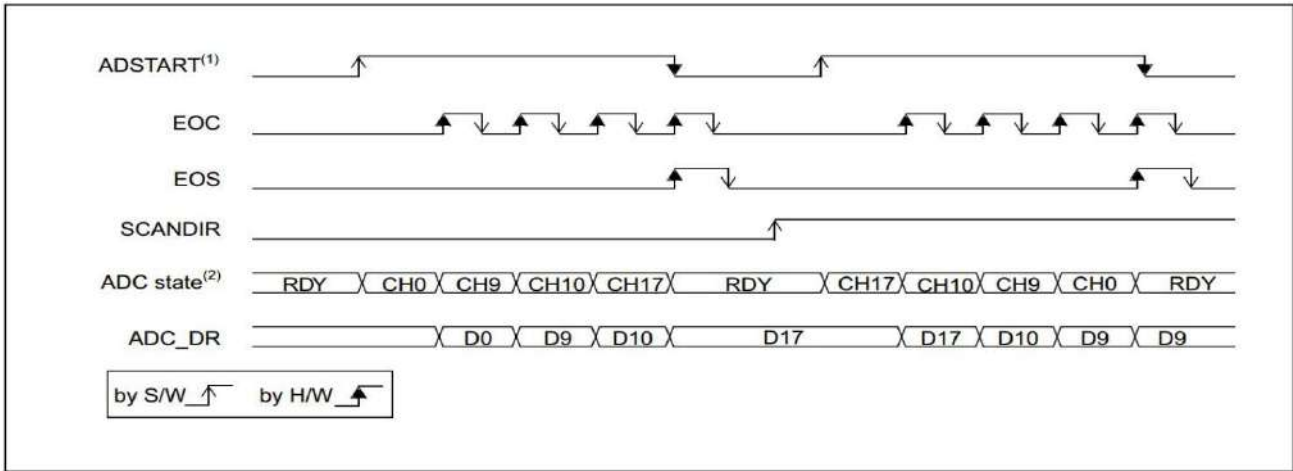 ADSTART(1)
EOC
EOS
SCANDIR
ADC state(2) RDY CH0 CH9 CH10 CH17 RDY CH17 CH10 CH9 CH0 RDY
ADC_DR D0 D9 D10 D17 D17 D10 D9 D9
by S/W by H/W